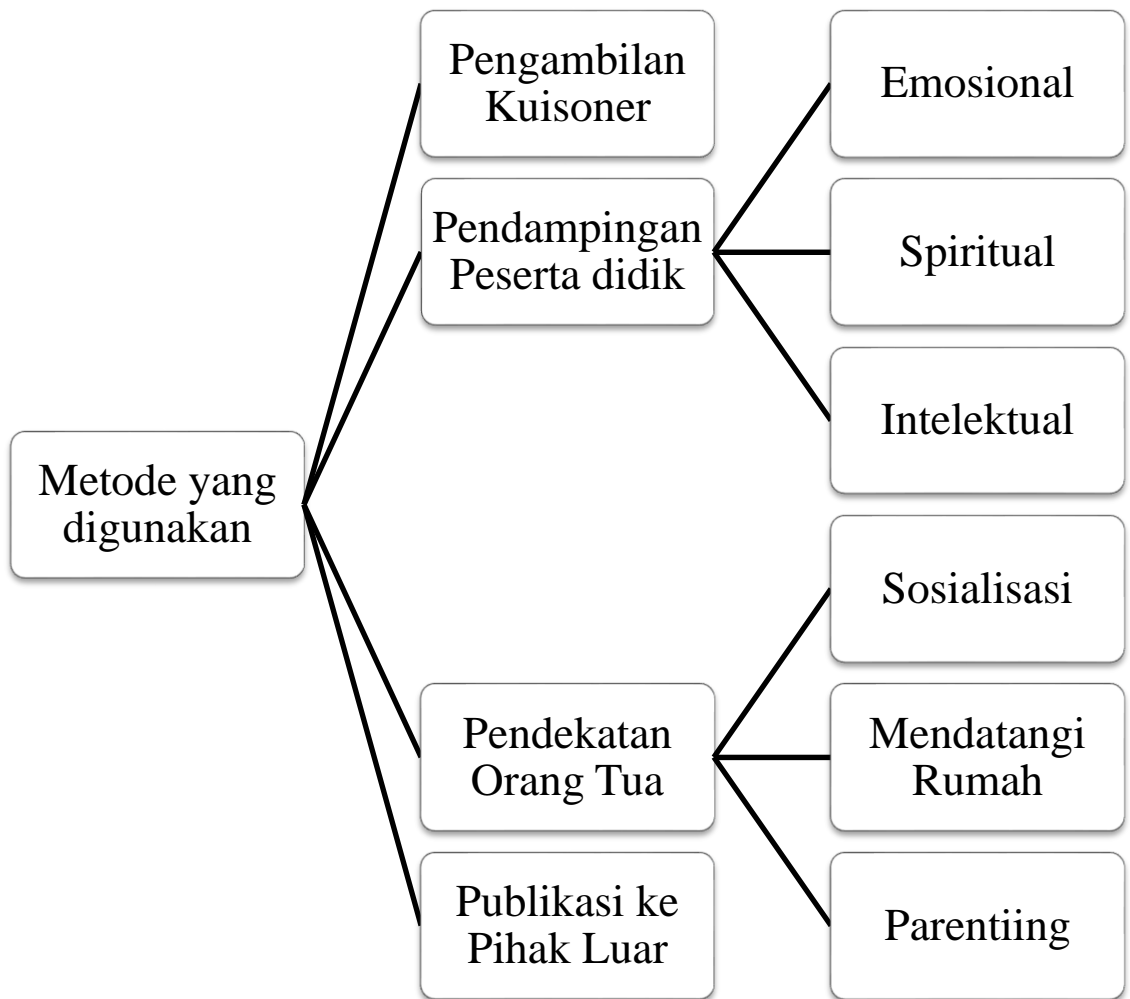 Metode yang
digunakan
Pengambilan
Kuisoner
Pendampingan
Peserta didik
Emosional
Spiritual
Intelektual
Pendekatan
Orang Tua
Sosialisasi
Mendatangi
Rumah
Parentiing
Publikasi ke
Pihak Luar